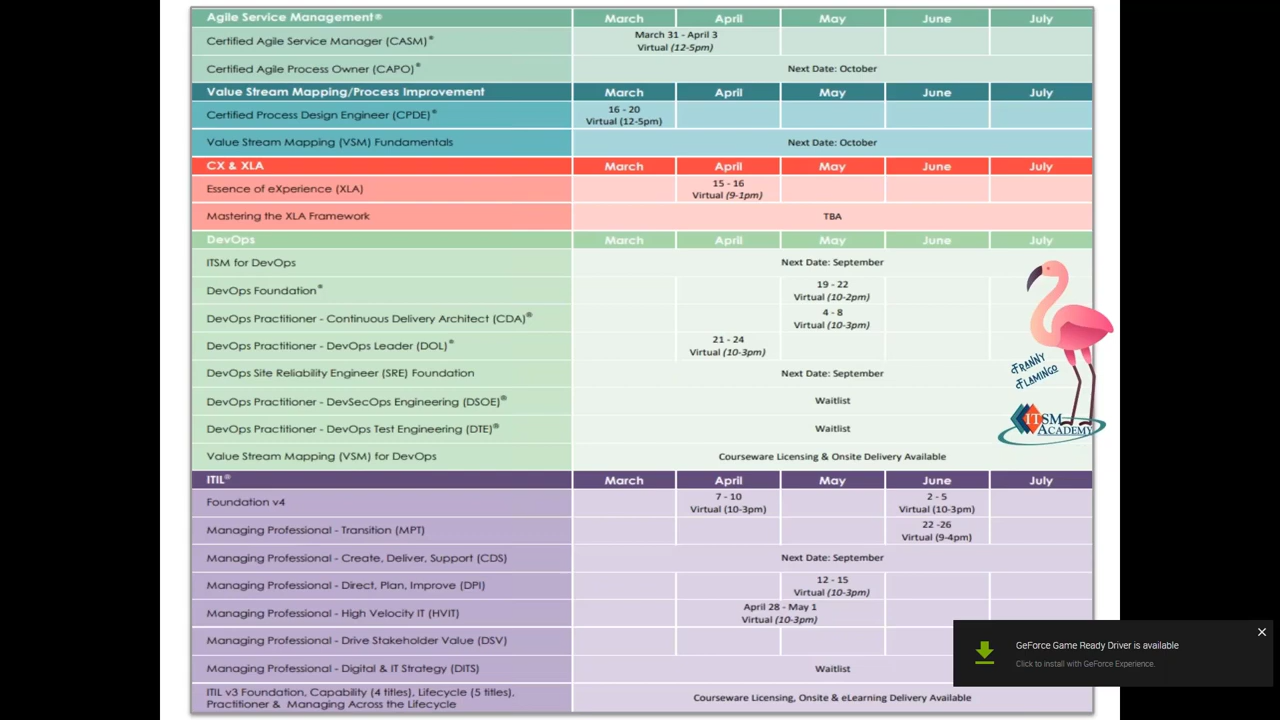 Agile Service Management® March April May June July
Certified Agile Service Manager (CASM)® March 31 - April 3
Virtual (12-5pm)
Certified Agile Process Owner (CAPO)® Next Date: October
Value Stream Mapping/Process Improvement March April May June July
Certified Process Design Engineer (CPDE)® 16 - 20
Virtual (12-5pm)
Value Stream Mapping (VSM) Fundamentals Next Date: October
CX & XLA March April May June July
Essence of eXperience (XLA) 15 - 16
Virtual (9-1pm)
Mastering the XLA Framework TBA
DevOps March April May June July
ITSM for DevOps Next Date: September
DevOps Foundation® 19 - 22
Virtual (10-2pm)
DevOps Practitioner - Continuous Delivery Architect (CDA)® 4 - 8
Virtual (10-3pm)
DevOps Practitioner - DevOps Leader (DOL)® 21 - 24
Virtual (10-3pm)
DevOps Site Reliability Engineer (SRE) Foundation Next Date: September
DevOps Practitioner - DevSecOps Engineering (DSOE)® Waitlist
DevOps Practitioner - DevOps Test Engineering (DTE)® Waitlist
Value Stream Mapping (VSM) for DevOps Courseware Licensing & Onsite Delivery Available
Franny
Flamingo
ITSM
Academy
ITIL® March April May June July
Foundation v4 7 - 10 2 - 5
Virtual (10-3pm) Virtual (10-3pm)
Managing Professional - Transition (MPT) 22 -26
Virtual (9-4pm)
Managing Professional - Create, Deliver, Support (CDS) Next Date: September
Managing Professional - Direct, Plan, Improve (DPI) 12 - 15
Virtual (10-3pm)
Managing Professional - High Velocity IT (HVIT) April 28 - May 1
Virtual (10-3pm)
Managing Professional - Drive Stakeholder Value (DSV)
Managing Professional - Digital & IT Strategy (DITS) Waitlist
ITIL v3 Foundation, Capability (4 titles), Lifecycle (5 titles),
Practitioner & Managing Across the Lifecycle Courseware Licensing, Onsite & eLearning Delivery Available
GeForce Game Ready Driver is available
Click to install with GeForce Experience.